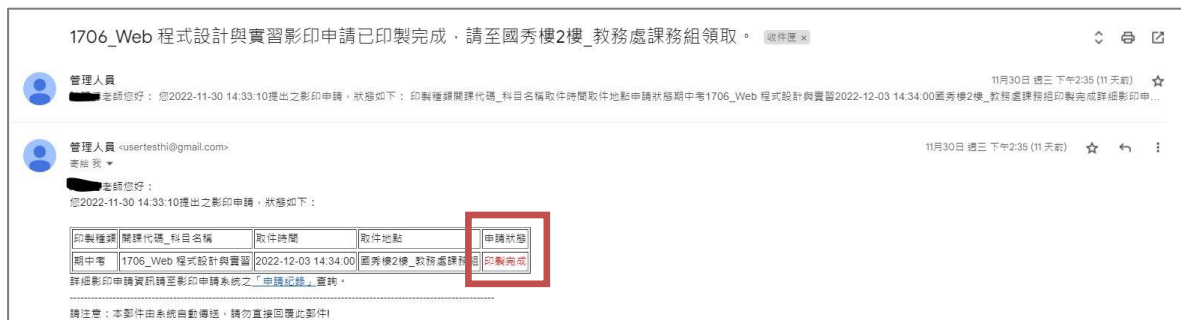 1706_Web 程式設計與實習影印申請已印製完成，請至國秀樓2樓_教務處課務組領取。 收件匣 ×
管理人員
11月30日 週三 下午2:35 (11 天前)
老師您好： 您2022-11-30 14:33:10提出之影印申請，狀態如下： 印製種類開課代碼_科目名稱取件時間取件地點申請狀態期中考1706_Web 程式設計與實習2022-12-03 14:34:00國秀樓2樓_教務處課務組印製完成詳細影印申…
管理人員 <usertesthi@gmail.com>
11月30日 週三 下午2:35 (11 天前)
寄給 我
老師您好：
您2022-11-30 14:33:10提出之影印申請，狀態如下：
印製種類 開課代碼_科目名稱 取件時間 取件地點 申請狀態
期中考 1706_Web 程式設計與實習 2022-12-03 14:34:00 國秀樓2樓_教務處課務組 印製完成
詳細影印申請資訊請至影印申請系統之「申請紀錄」查詢。
請注意：本郵件由系統自動傳送，請勿直接回覆此郵件!